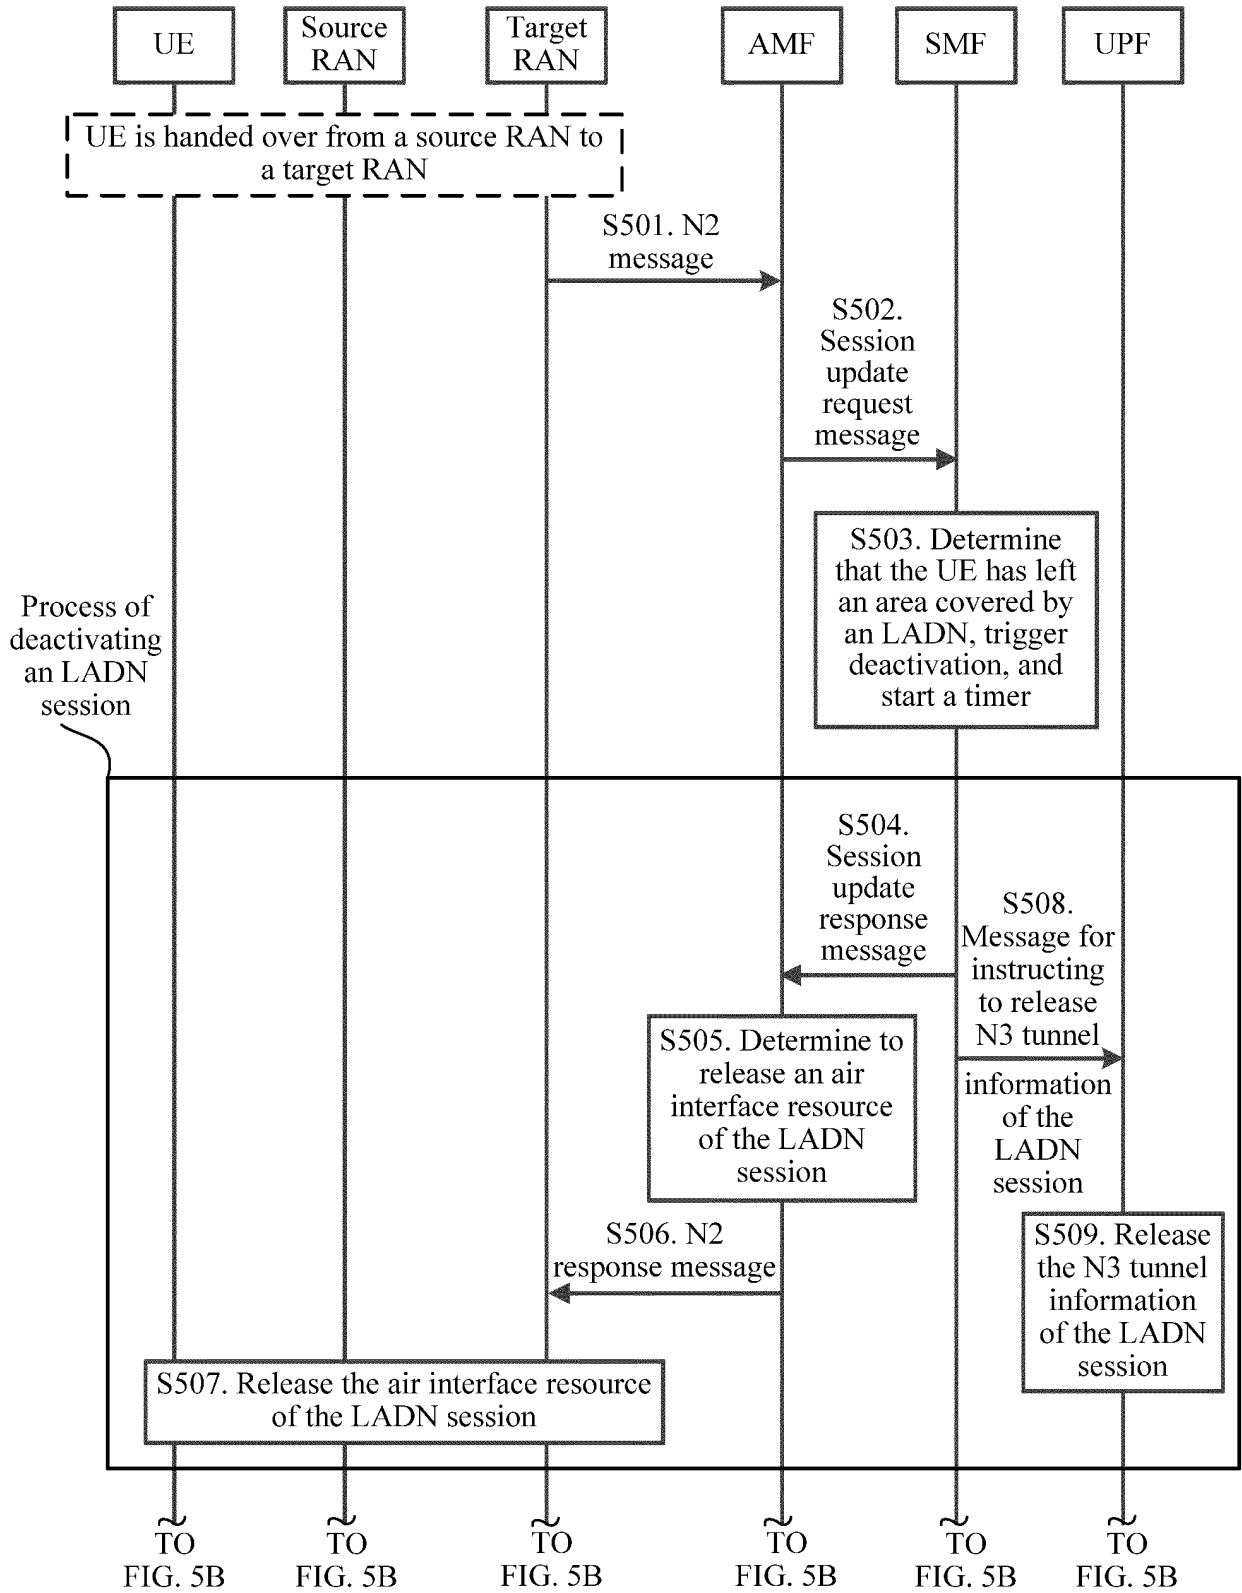 UE
Source
RAN
Target
RAN
AMF
SMF
UPF
UE is handed over from a source RAN to
a target RAN
S501. N2
message
S502.
Session
update
request
message
S503. Determine
that the UE has left
an area covered by
an LADN, trigger
deactivation, and
start a timer
Process of
deactivating
an LADN
session
S504.
Session
update
response
message
S508.
Message for
instructing
to release
N3 tunnel
information
of the
LADN
session
S505. Determine to
release an air
interface resource
of the LADN
session
S506. N2
response message
S509. Release
the N3 tunnel
information
of the LADN
session
S507. Release the air interface resource
of the LADN session
TO
FIG. 5B
TO
FIG. 5B
TO
FIG. 5B
TO
FIG. 5B
TO
FIG. 5B
TO
FIG. 5B